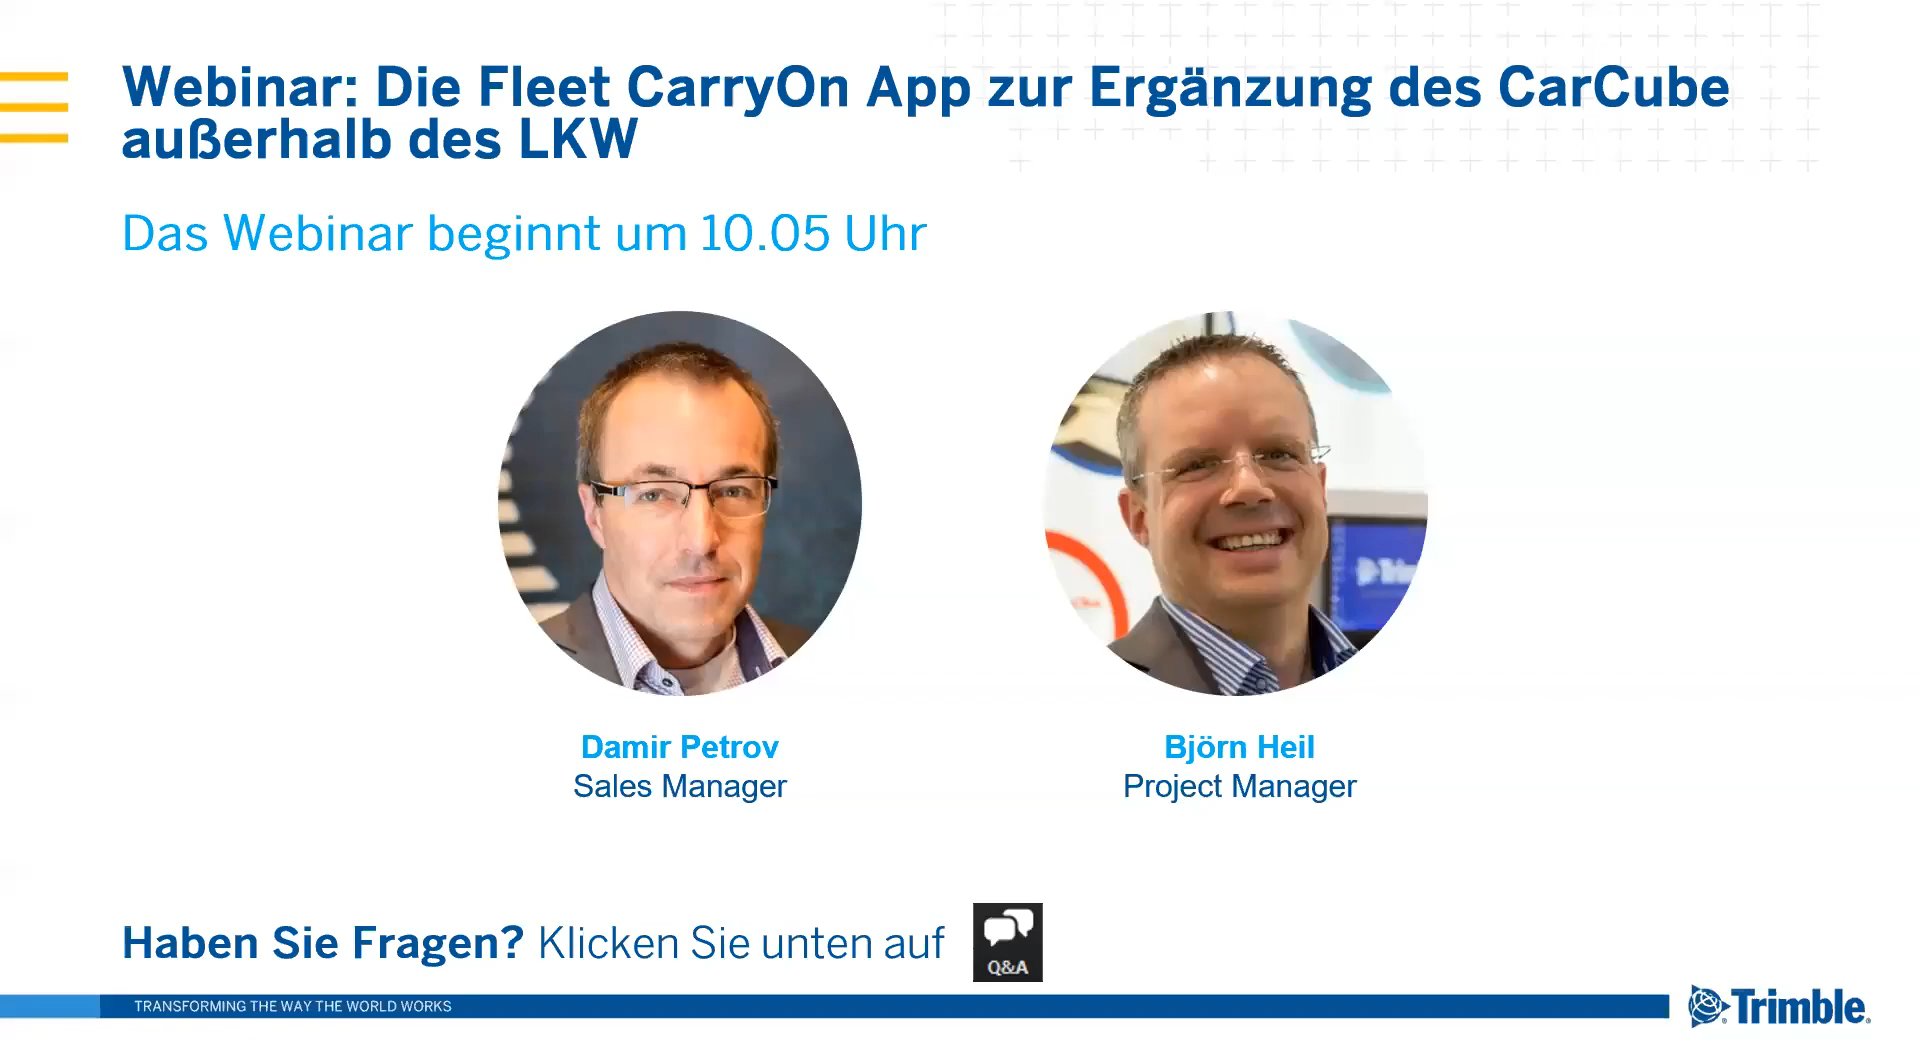 Webinar: Die Fleet CarryOn App zur Ergänzung des CarCube
außerhalb des LKW
Das Webinar beginnt um 10.05 Uhr
Damir Petrov
Sales Manager
Björn Heil
Project Manager
Haben Sie Fragen? Klicken Sie unten auf
Q&A
TRANSFORMING THE WAY THE WORLD WORKS
Trimble